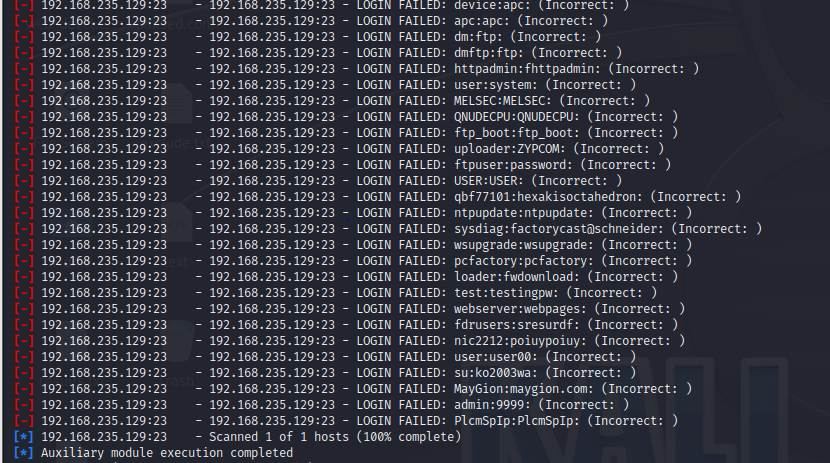 [-] 192.168.235.129:23 - 192.168.235.129:23 - LOGIN FAILED: device:apc: (Incorrect: )
[-] 192.168.235.129:23 - 192.168.235.129:23 - LOGIN FAILED: apc:apc: (Incorrect: )
[-] 192.168.235.129:23 - 192.168.235.129:23 - LOGIN FAILED: dm:ftp: (Incorrect: )
[-] 192.168.235.129:23 - 192.168.235.129:23 - LOGIN FAILED: dmftp:ftp: (Incorrect: )
[-] 192.168.235.129:23 - 192.168.235.129:23 - LOGIN FAILED: httpadmin:fhttpadmin: (Incorrect: )
[-] 192.168.235.129:23 - 192.168.235.129:23 - LOGIN FAILED: user:system: (Incorrect: )
[-] 192.168.235.129:23 - 192.168.235.129:23 - LOGIN FAILED: MELSEC:MELSEC: (Incorrect: )
[-] 192.168.235.129:23 - 192.168.235.129:23 - LOGIN FAILED: QNUDECPU:QNUDECPU: (Incorrect: )
[-] 192.168.235.129:23 - 192.168.235.129:23 - LOGIN FAILED: ftp_boot:ftp_boot: (Incorrect: )
[-] 192.168.235.129:23 - 192.168.235.129:23 - LOGIN FAILED: uploader:ZYPCOM: (Incorrect: )
[-] 192.168.235.129:23 - 192.168.235.129:23 - LOGIN FAILED: ftpuser:password: (Incorrect: )
[-] 192.168.235.129:23 - 192.168.235.129:23 - LOGIN FAILED: USER:USER: (Incorrect: )
[-] 192.168.235.129:23 - 192.168.235.129:23 - LOGIN FAILED: qbf77101:hexakisoctahedron: (Incorrect: )
[-] 192.168.235.129:23 - 192.168.235.129:23 - LOGIN FAILED: ntpupdate:ntpupdate: (Incorrect: )
[-] 192.168.235.129:23 - 192.168.235.129:23 - LOGIN FAILED: sysdiag:factorycast@schneider: (Incorrect: )
[-] 192.168.235.129:23 - 192.168.235.129:23 - LOGIN FAILED: wsupgrade:wsupgrade: (Incorrect: )
[-] 192.168.235.129:23 - 192.168.235.129:23 - LOGIN FAILED: pcfactory:pcfactory: (Incorrect: )
[-] 192.168.235.129:23 - 192.168.235.129:23 - LOGIN FAILED: loader:fwdownload: (Incorrect: )
[-] 192.168.235.129:23 - 192.168.235.129:23 - LOGIN FAILED: test:testingpw: (Incorrect: )
[-] 192.168.235.129:23 - 192.168.235.129:23 - LOGIN FAILED: webserver:webpages: (Incorrect: )
[-] 192.168.235.129:23 - 192.168.235.129:23 - LOGIN FAILED: fdrusers:sresurdf: (Incorrect: )
[-] 192.168.235.129:23 - 192.168.235.129:23 - LOGIN FAILED: nic2212:poiuypoiuy: (Incorrect: )
[-] 192.168.235.129:23 - 192.168.235.129:23 - LOGIN FAILED: user:user00: (Incorrect: )
[-] 192.168.235.129:23 - 192.168.235.129:23 - LOGIN FAILED: su:ko2003wa: (Incorrect: )
[-] 192.168.235.129:23 - 192.168.235.129:23 - LOGIN FAILED: MayGion:maygion.com: (Incorrect: )
[-] 192.168.235.129:23 - 192.168.235.129:23 - LOGIN FAILED: admin:9999: (Incorrect: )
[-] 192.168.235.129:23 - 192.168.235.129:23 - LOGIN FAILED: PlcmSpIp:PlcmSpIp: (Incorrect: )
[*] 192.168.235.129:23 - Scanned 1 of 1 hosts (100% complete)
[*] Auxiliary module execution completed